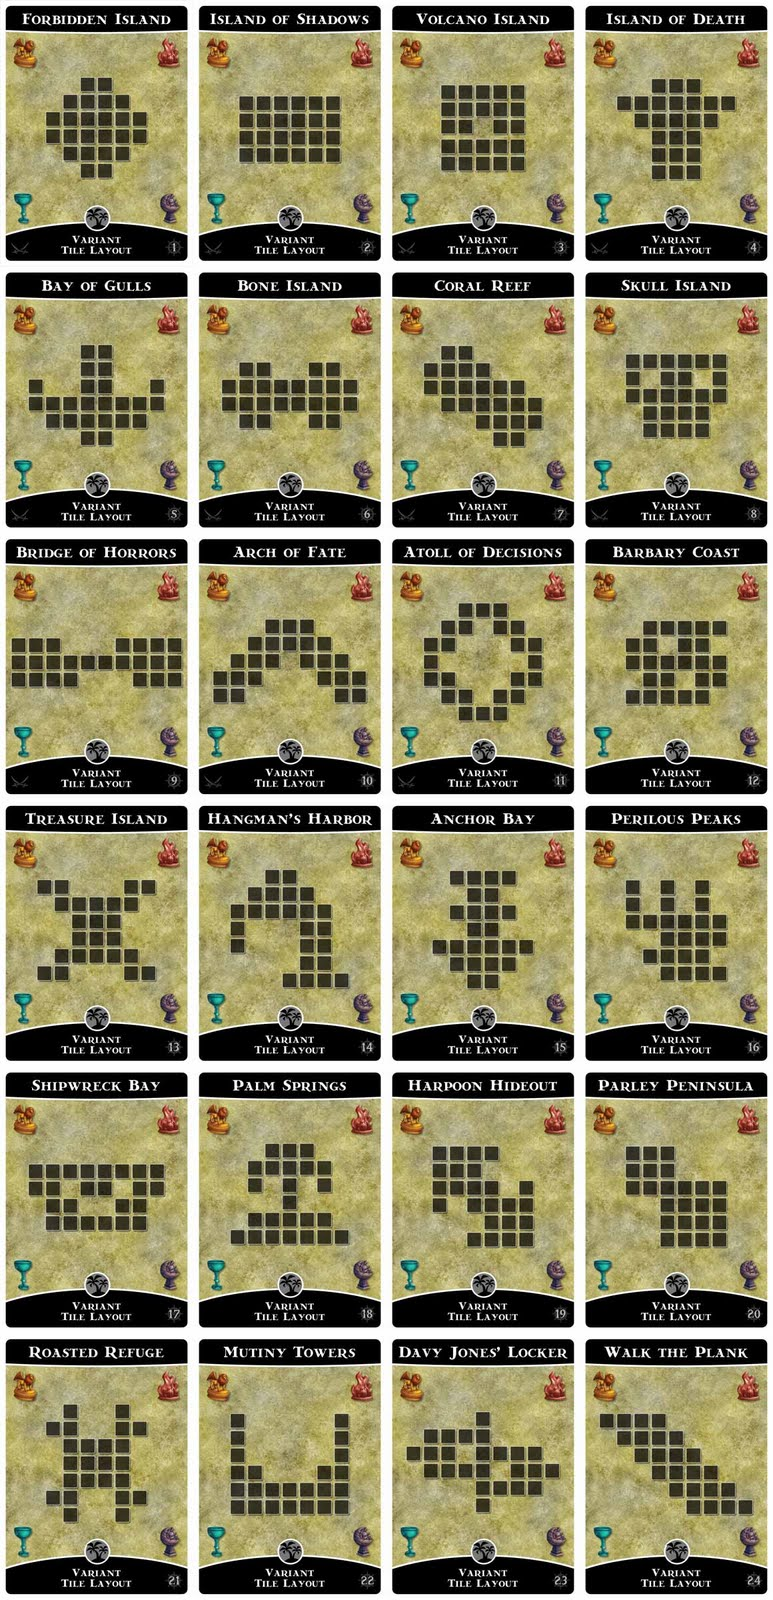 FORBIDDEN ISLAND
VARIANT
TILE LAYOUT
1
ISLAND OF SHADOWS
VARIANT
TILE LAYOUT
2
VOLCANO ISLAND
VARIANT
TILE LAYOUT
3
ISLAND OF DEATH
VARIANT
TILE LAYOUT
4
BAY OF GULLS
VARIANT
TILE LAYOUT
5
BONE ISLAND
VARIANT
TILE LAYOUT
6
CORAL REEF
VARIANT
TILE LAYOUT
7
SKULL ISLAND
VARIANT
TILE LAYOUT
8
BRIDGE OF HORRORS
VARIANT
TILE LAYOUT
9
ARCH OF FATE
VARIANT
TILE LAYOUT
10
ATOLL OF DECISIONS
VARIANT
TILE LAYOUT
11
BARBARY COAST
VARIANT
TILE LAYOUT
12
TREASURE ISLAND
VARIANT
TILE LAYOUT
13
HANGMAN'S HARBOR
VARIANT
TILE LAYOUT
14
ANCHOR BAY
VARIANT
TILE LAYOUT
15
PERILOUS PEAKS
VARIANT
TILE LAYOUT
16
SHIPWRECK BAY
VARIANT
TILE LAYOUT
17
PALM SPRINGS
VARIANT
TILE LAYOUT
18
HARPOON HIDEOUT
VARIANT
TILE LAYOUT
19
PARLEY PENINSULA
VARIANT
TILE LAYOUT
20
ROASTED REFUGE
VARIANT
TILE LAYOUT
21
MUTINY TOWERS
VARIANT
TILE LAYOUT
22
DAVY JONES' LOCKER
VARIANT
TILE LAYOUT
23
WALK THE PLANK
VARIANT
TILE LAYOUT
24